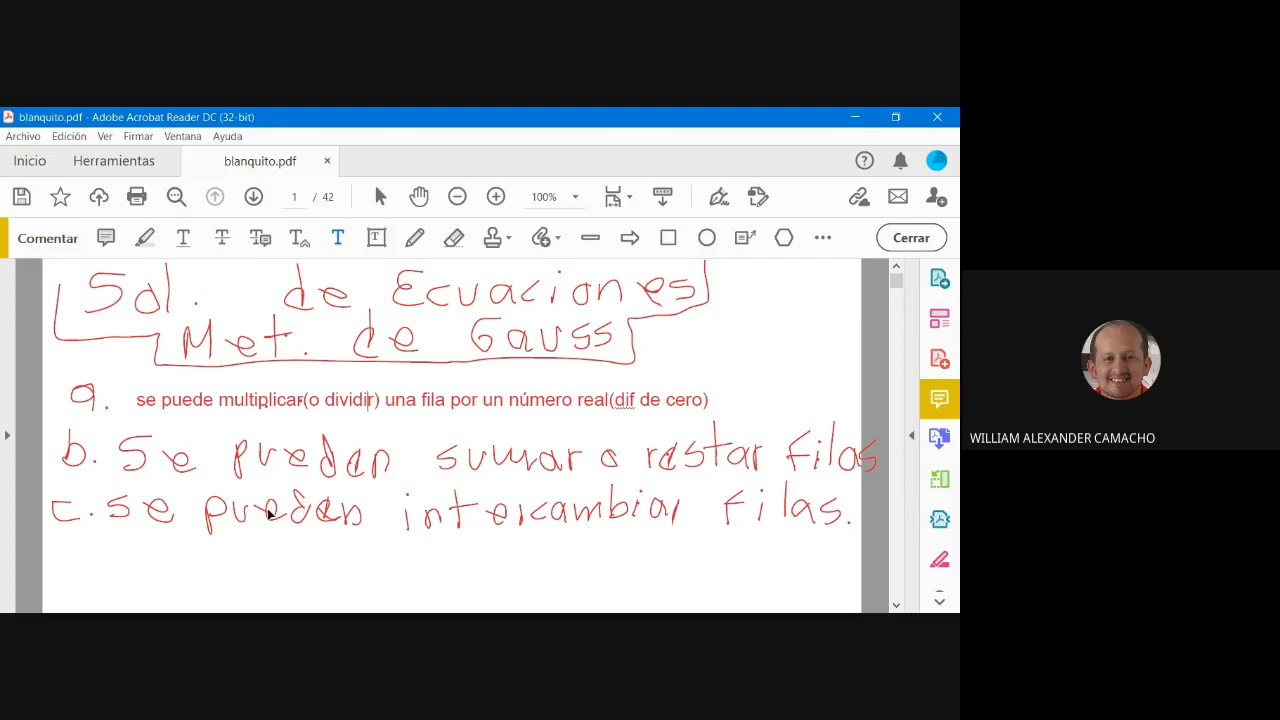 blanquito.pdf - Adobe Acrobat Reader DC (32-bit)
Archivo Edición Ver Firmar Ventana Ayuda
Inicio Herramientas blanquito.pdf ×
1 / 42 100%
Comentar Cerrar
Sol. de Ecuaciones
Met. de Gauss
a. se puede multiplicar(o dividir) una fila por un número real(dif de cero)
b. Se pueden sumar o restar filas
c. se pueden intercambiar filas.
WILLIAM ALEXANDER CAMACHO